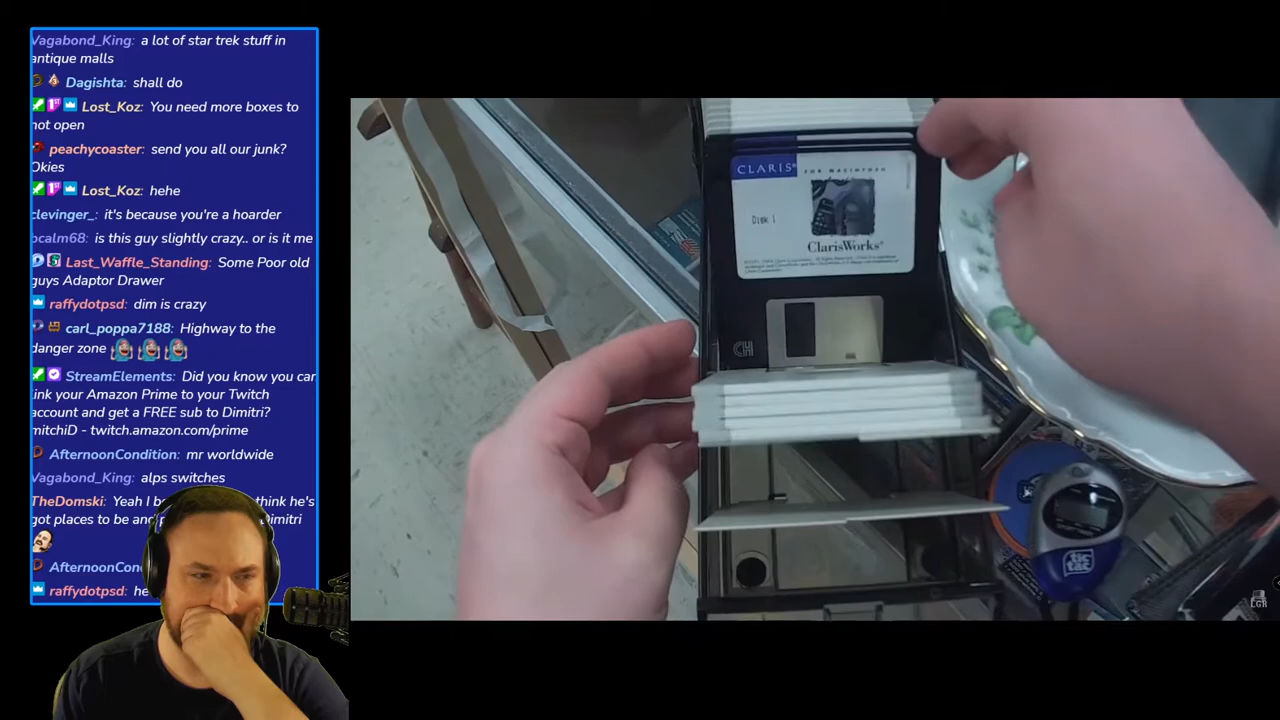 Vagabond_King: a lot of star trek stuff in
antique malls
Dagishta: shall do
Lost_Koz: You need more boxes to
not open
peachycoaster: send you all our junk?
Okies
Lost_Koz: hehe
clevinger_: it's because you're a hoarder
ocalm68: is this guy slightly crazy.. or is it me
Last_Waffle_Standing: Some Poor old
guys Adaptor Drawer
raffydotpsd: dim is crazy
carl_poppa7188: Highway to the
danger zone
StreamElements: Did you know you can
link your Amazon Prime to your Twitch
account and get a FREE sub to Dimitri?
mitchiD - twitch.amazon.com/prime
AfternoonCondition: mr worldwide
Vagabond_King: alps switches
TheDomski: Yeah I think he's
got places to be and Dimitri
AfternoonCon
raffydotpsd: he
CLARIS®
FOR MACINTOSH
Disk 1
ClarisWorks®
tic
tac
LGR